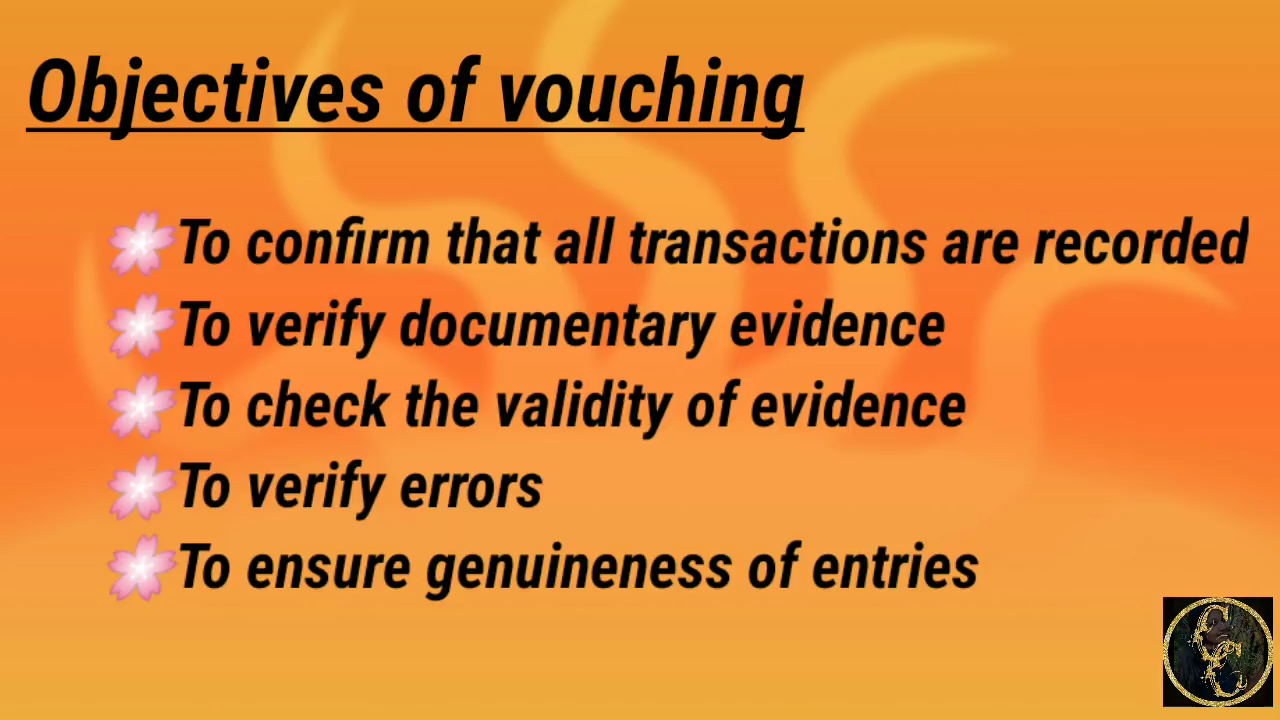 Objectives of vouching
🌸To confirm that all transactions are recorded
🌸To verify documentary evidence
🌸To check the validity of evidence
🌸To verify errors
🌸To ensure genuineness of entries